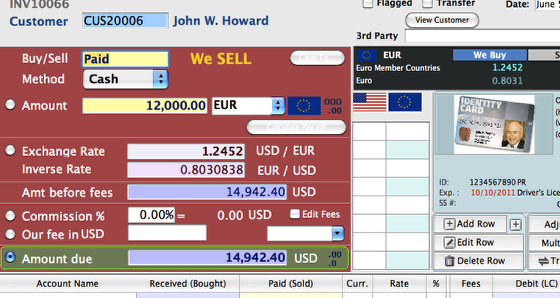 INV10066
Flagged Transfer Date: June
Customer CUS20006 John W. Howard
View Customer
3rd Party
Buy/Sell Paid We SELL
EUR We Buy
Method Cash
Euro Member Countries 1.2452
Euro 0.8031
Amount 12,000.00 EUR 000 .00
IDENTITY CARD
Exchange Rate 1.2452 USD / EUR
Inverse Rate 0.8030838 EUR / USD
Amt before fees 14,942.40 USD
ID: 1234567890 PR
Exp.: 10/10/2011 Driver's Lice
SS #:
Commission % 0.00% = 0.00 USD Edit Fees
Add Row + Adj
Our fee in USD
Edit Row Mult
Amount due 14,942.40 USD .00 .0
Delete Row Tra
Account Name Received (Bought) Paid (Sold) Curr. Rate % Fees Debit (LC)